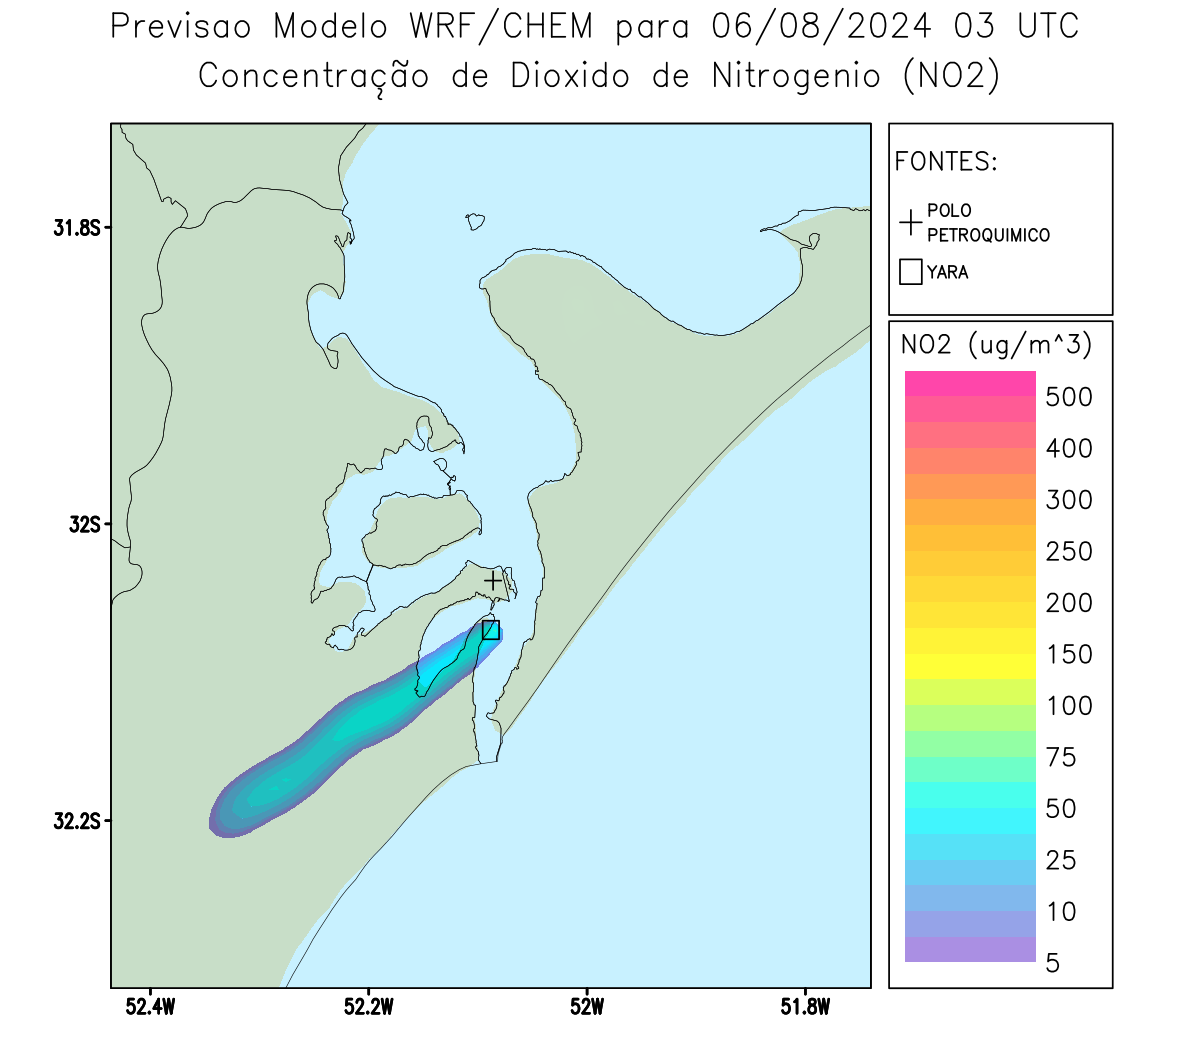 Previsao Modelo WRF/CHEM para 06/08/2024 03 UTC
Concentração de Dioxido de Nitrogenio (NO2)
FONTES:
POLO
PETROQUIMICO
YARA
NO2 (ug/m^3)
500
400
300
250
200
150
100
75
50
25
10
5
31.8S
32S
32.2S
52.4W
52.2W
52W
51.8W